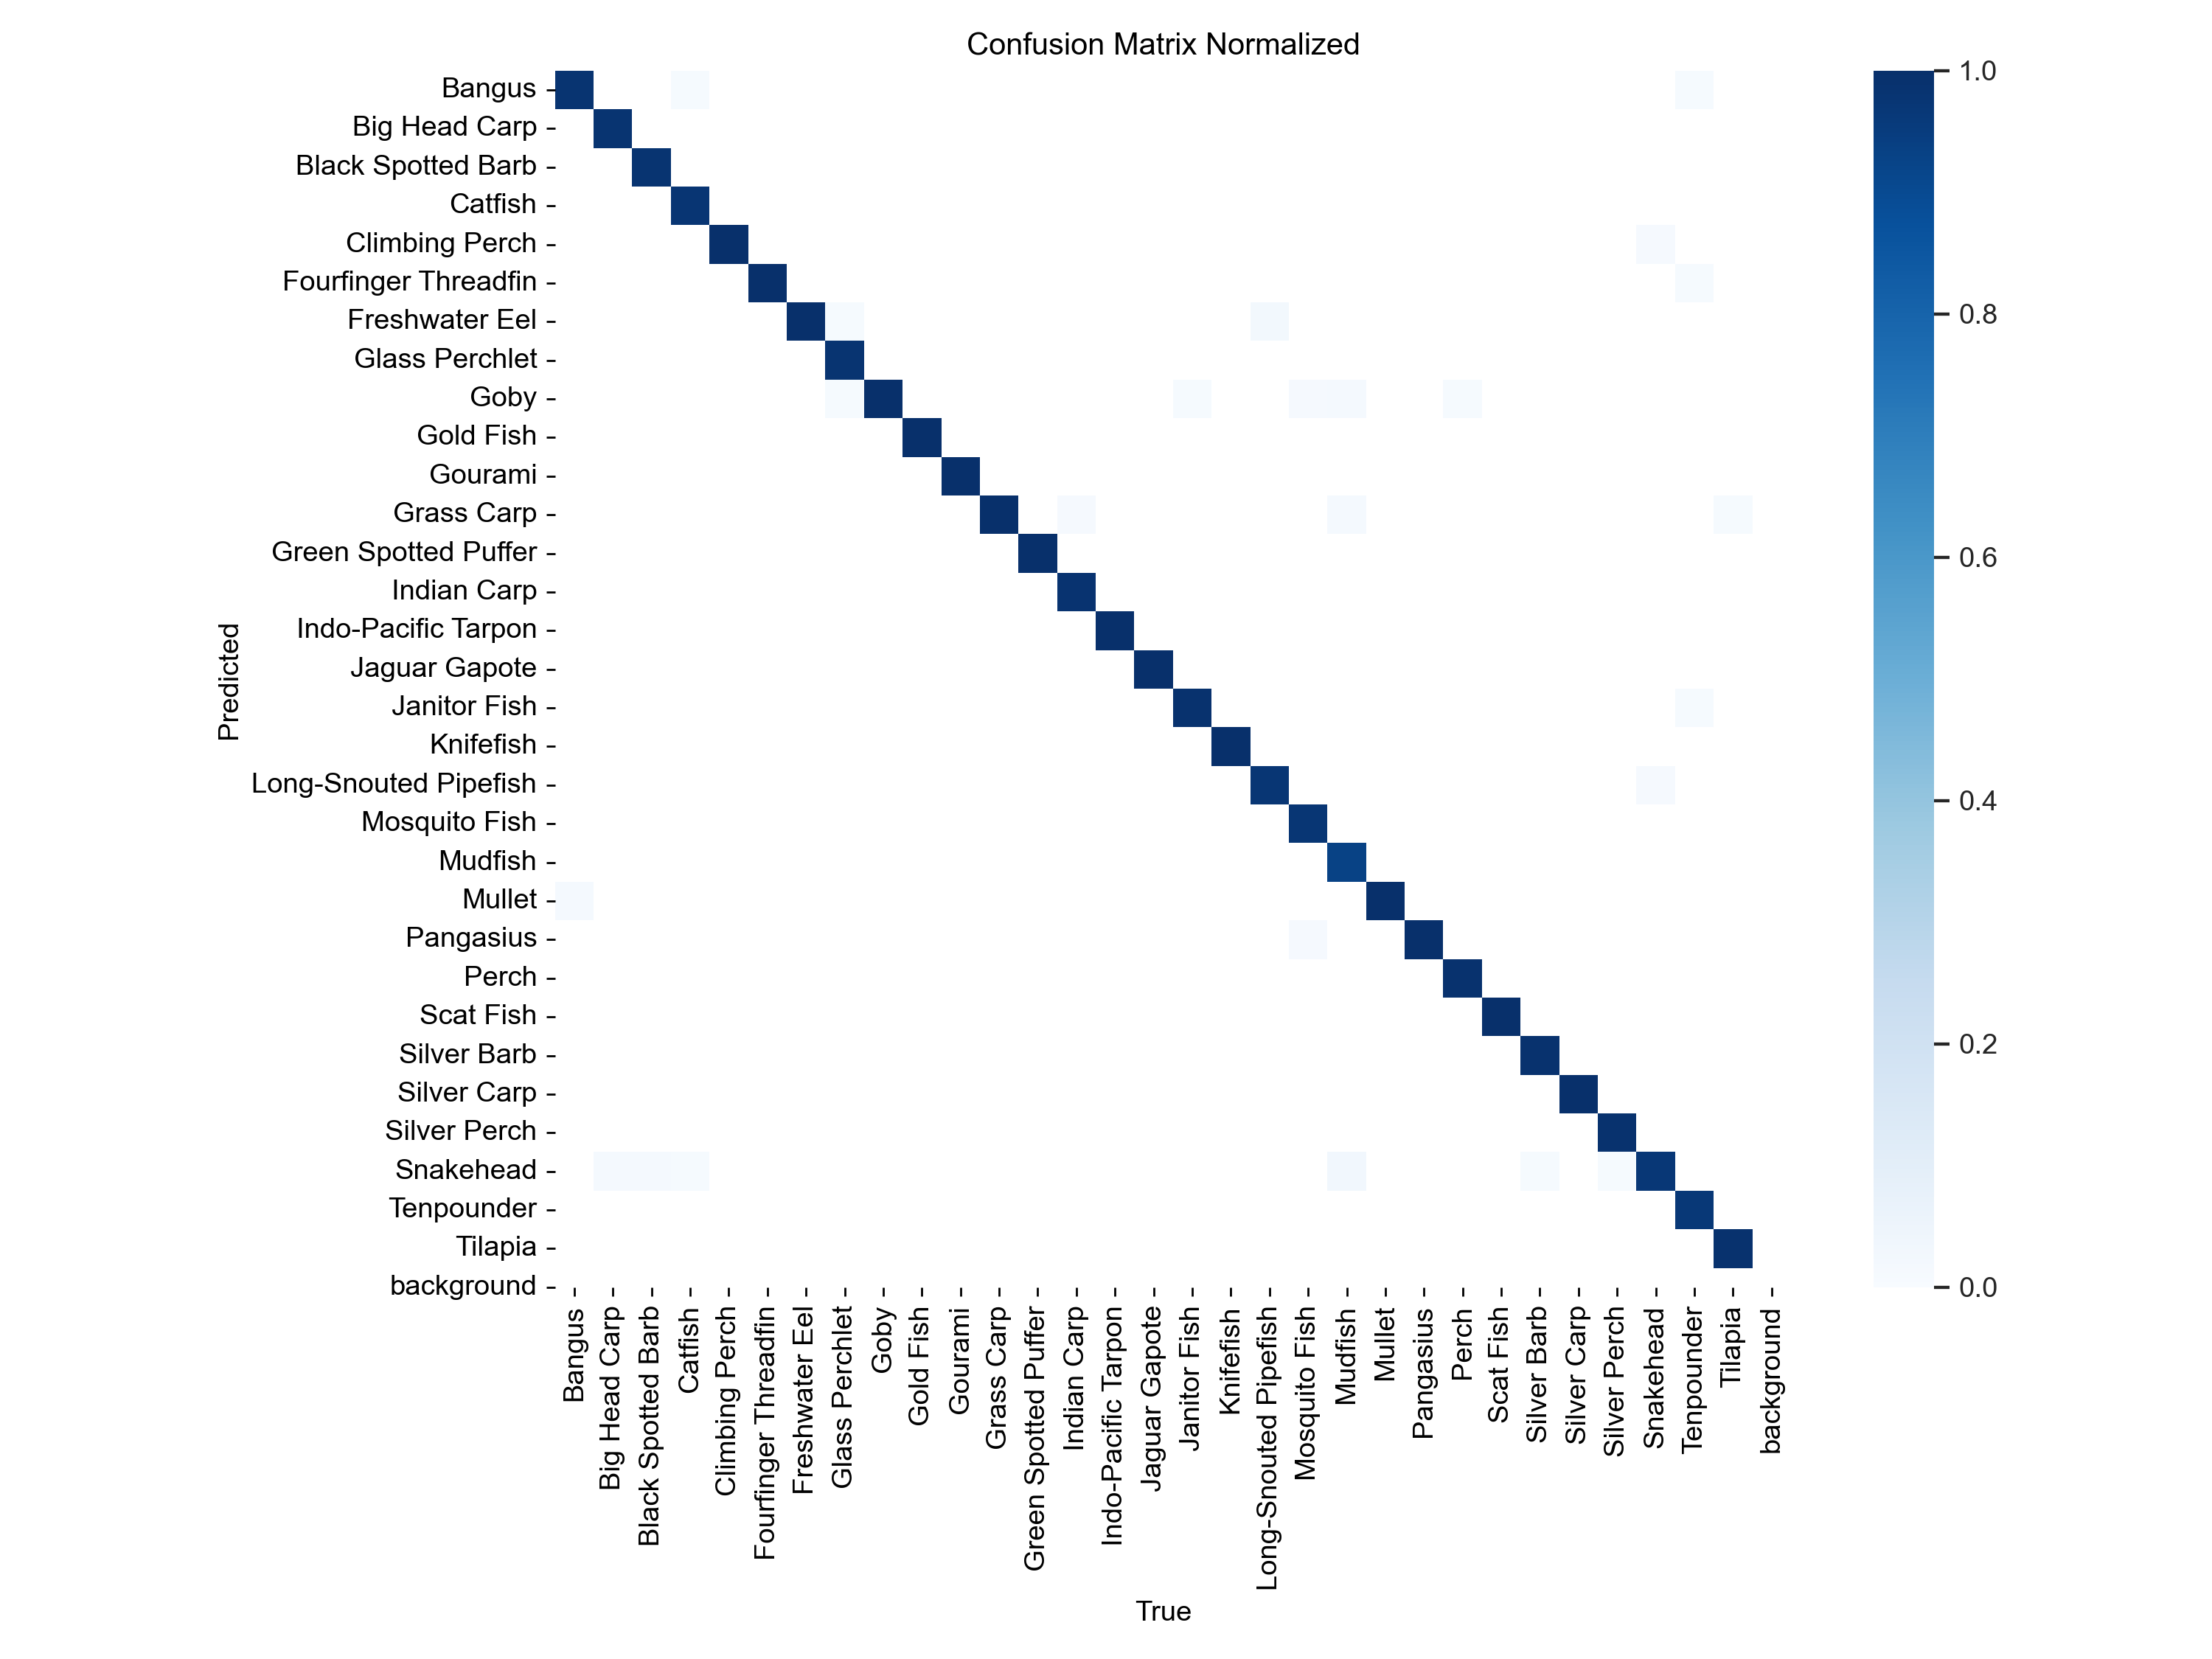 Confusion Matrix Normalized
Predicted
Bangus
Big Head Carp
Black Spotted Barb
Catfish
Climbing Perch
Fourfinger Threadfin
Freshwater Eel
Glass Perchlet
Goby
Gold Fish
Gourami
Grass Carp
Green Spotted Puffer
Indian Carp
Indo-Pacific Tarpon
Jaguar Gapote
Janitor Fish
Knifefish
Long-Snouted Pipefish
Mosquito Fish
Mudfish
Mullet
Pangasius
Perch
Scat Fish
Silver Barb
Silver Carp
Silver Perch
Snakehead
Tenpounder
Tilapia
background
1.0
0.8
0.6
0.4
0.2
0.0
Bangus
Big Head Carp
Black Spotted Barb
Catfish
Climbing Perch
Fourfinger Threadfin
Freshwater Eel
Glass Perchlet
Goby
Gold Fish
Gourami
Grass Carp
Green Spotted Puffer
Indian Carp
Indo-Pacific Tarpon
Jaguar Gapote
Janitor Fish
Knifefish
Long-Snouted Pipefish
Mosquito Fish
Mudfish
Mullet
Pangasius
Perch
Scat Fish
Silver Barb
Silver Carp
Silver Perch
Snakehead
Tenpounder
Tilapia
background
True